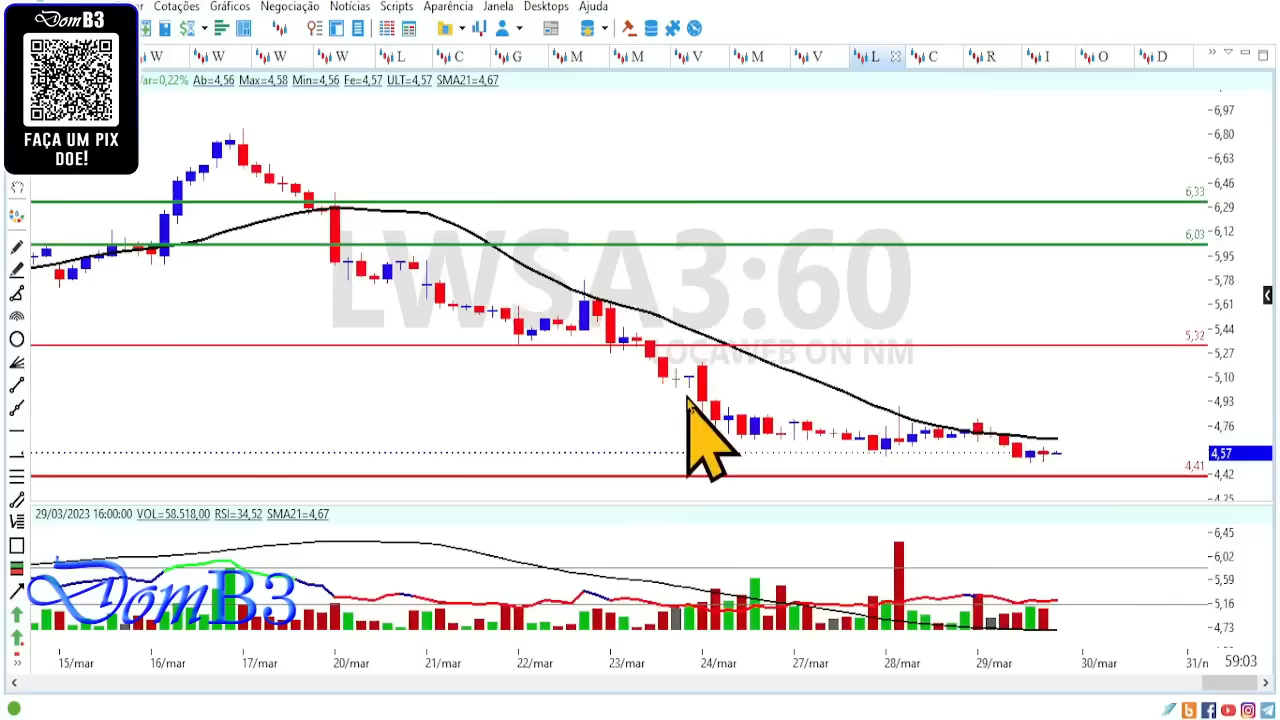 Cotações Gráficos Negociação Notícias Scripts Aparência Janela Desktops Ajuda
DomB3
FAÇA UM PIX
DOE!
W W W W L C G M M V M V L C R I O D
/ar=0,22% Ab=4,56 Max=4,58 Min=4,56 Fe=4,57 ULT=4,57 SMA21=4,67
6,97
6,80
6,63
6,46
6,33
6,29
6,12
6,03
5,95
5,78
LWSA3:60
5,61
5,44
5,32
LOCAWEB ON NM
5,27
5,10
4,93
4,76
4,57
4,41
4,42
4,25
29/03/2023 16:00:00 VOL=58.518,00 RSI=34,52 SMA21=4,67
6,45
6,02
5,59
DomB3
5,16
4,73
15/mar 16/mar 17/mar 20/mar 21/mar 22/mar 23/mar 24/mar 27/mar 28/mar 29/mar 30/mar 31/n 59:03